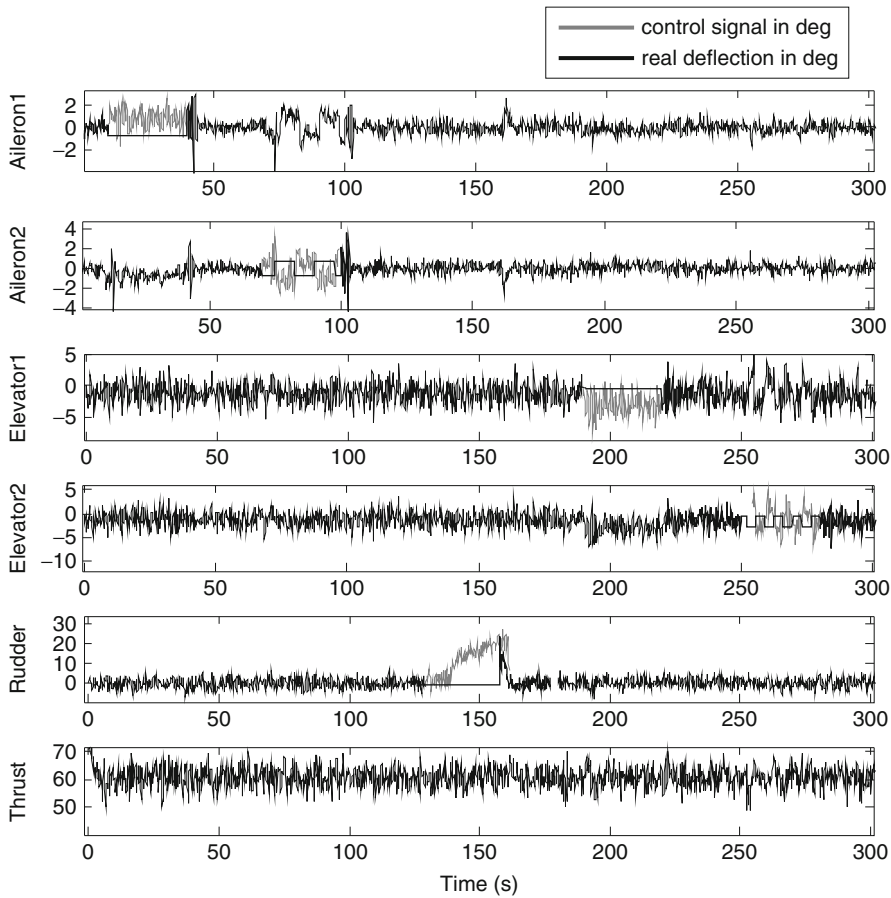 control signal in deg
real deflection in deg
Aileron1
2
0
−2
50 100 150 200 250 300
Aileron2
4
2
0
−2
−4
50 100 150 200 250 300
Elevator1
5
0
−5
0 50 100 150 200 250 300
Elevator2
5
0
−5
−10
0 50 100 150 200 250 300
Rudder
30
20
10
0
0 50 100 150 200 250 300
Thrust
70
60
50
0 50 100 150 200 250 300
Time (s)